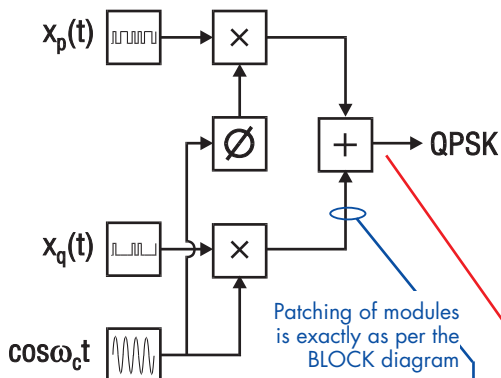 xp(t)
×
Ø
+
QPSK
xq(t)
×
cosωct
Patching of modules
is exactly as per the
BLOCK diagram